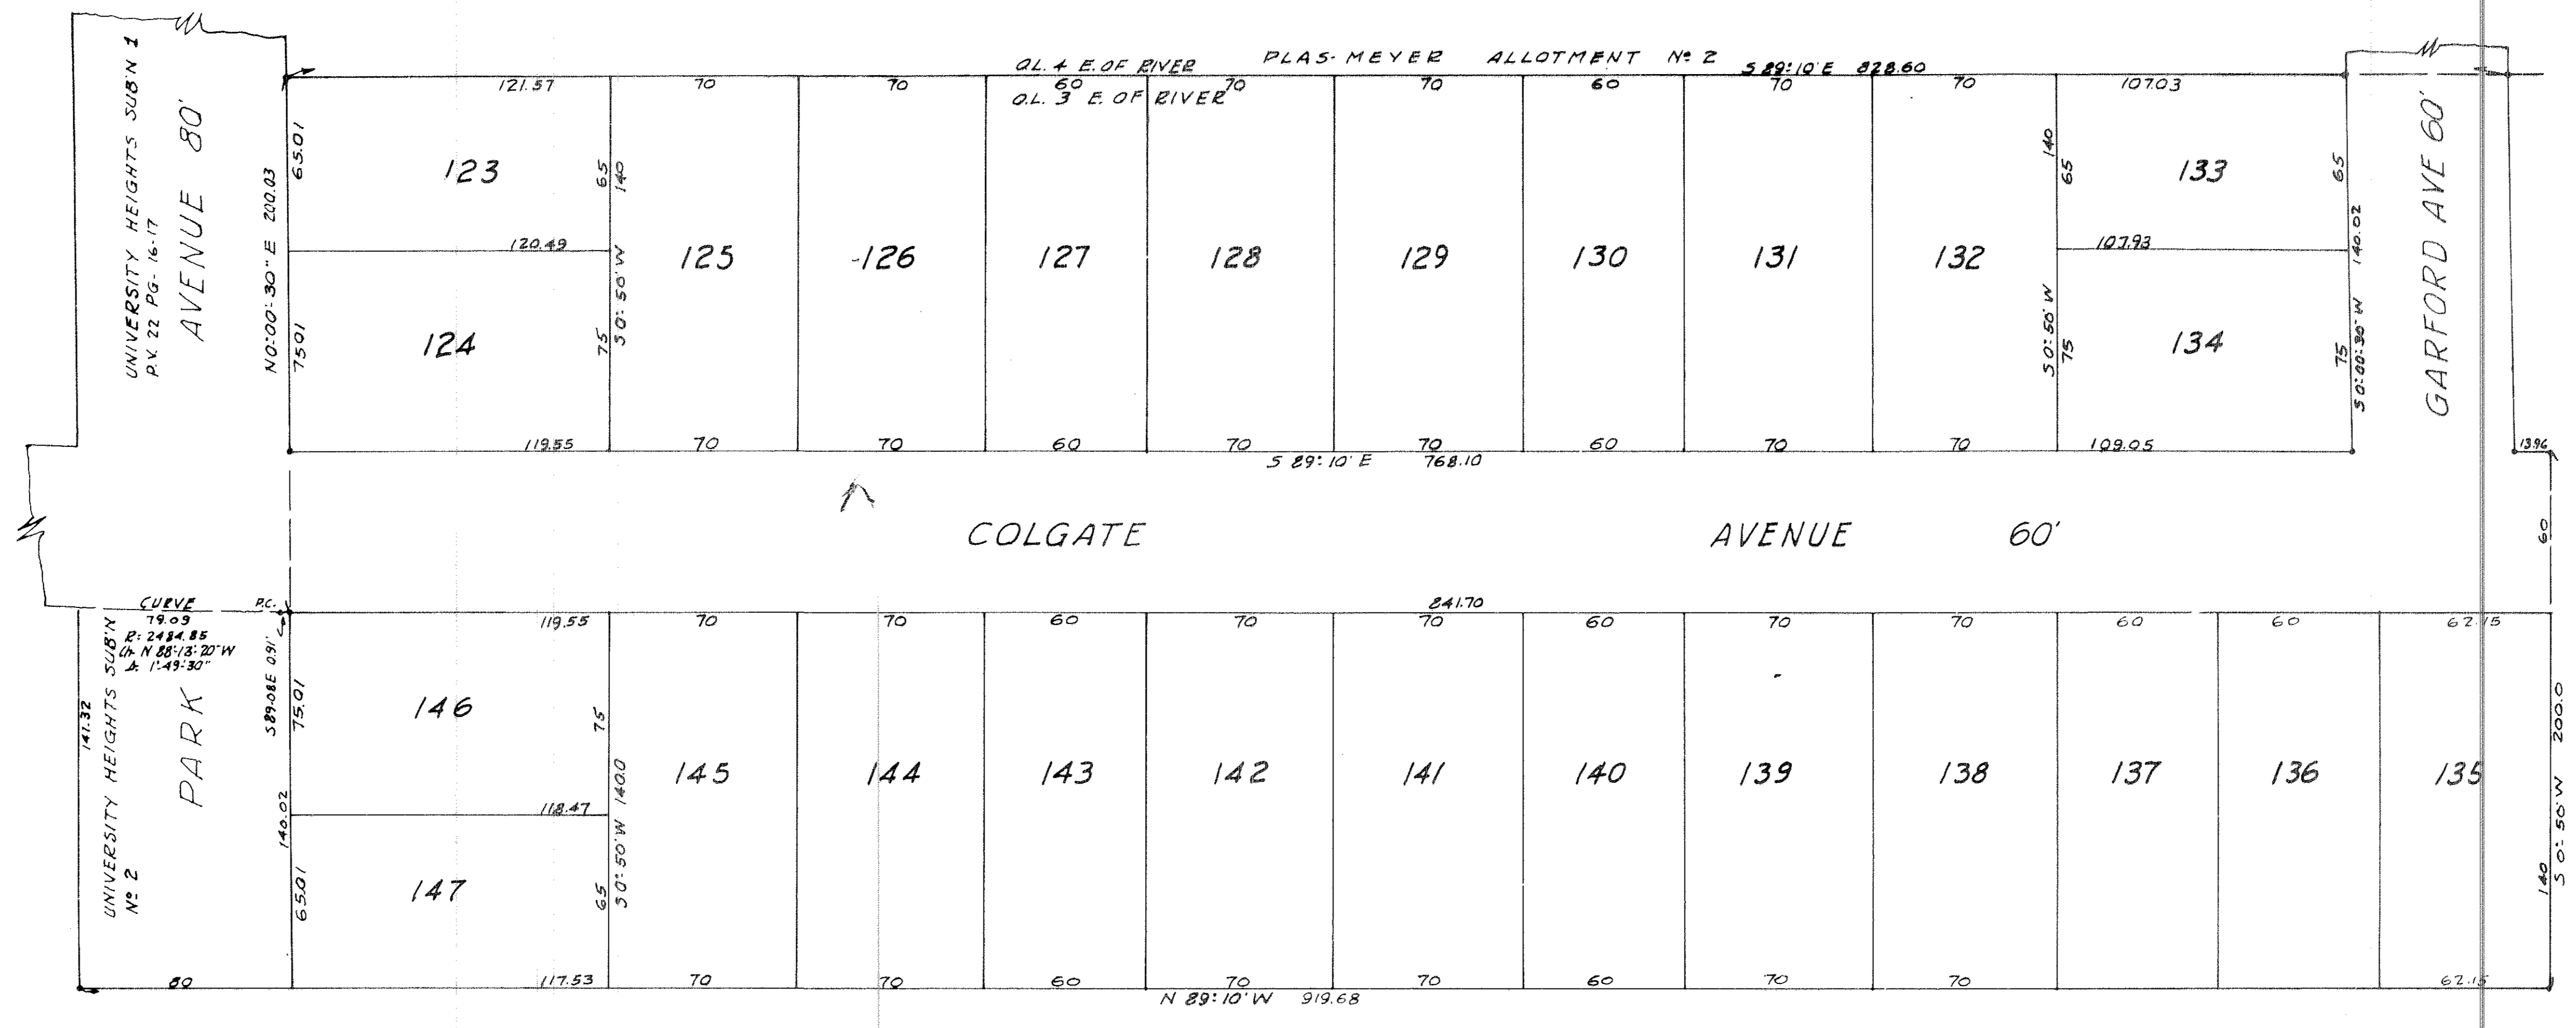 UNIVERSITY HEIGHTS SUB'N 1
P.V. 22 PG- 16-17
AVENUE 80'
N0:00'-30" E 200.03
O.L. 4 E. OF RIVER
O.L. 3 E. OF RIVER
PLAS-MEYER ALLOTMENT Nº 2
S 89:10' E 828.60
121.57 70 70 60 70 70 60 70 70 107.03
65.01
123
65
140
120.49
75.01
124
75
S 0:50' W
125
-126
127
128
129
130
131
132
140
65
133
65
107.93
140.02
S 0:50' W
75
134
75
S 0:00'-30" W
GARFORD AVE 60'
119.55 70 70 60 70 70 60 70 70 109.05
13.96
S 89:10' E 768.10
COLGATE AVENUE 60'
60
CURVE
79.09
R: 2484.85
Ch N 88:13'-20" W
Δ 1:49'-30"
P.C.
841.70
119.55 70 70 60 70 70 60 70 70 60 60 62.15
UNIVERSITY HEIGHTS SUB'N
Nº 2
141.32
PARK
S 89-08E 0.91'
140.02
75.01
146
75
118.47
65.01
147
65
S 0:50' W 140.0
145
144
143
142
141
140
139
138
137
136
135
140
S 0:50' W 200.0
80 117.53 70 70 60 70 70 60 70 70 62.15
N 89:10' W 919.68